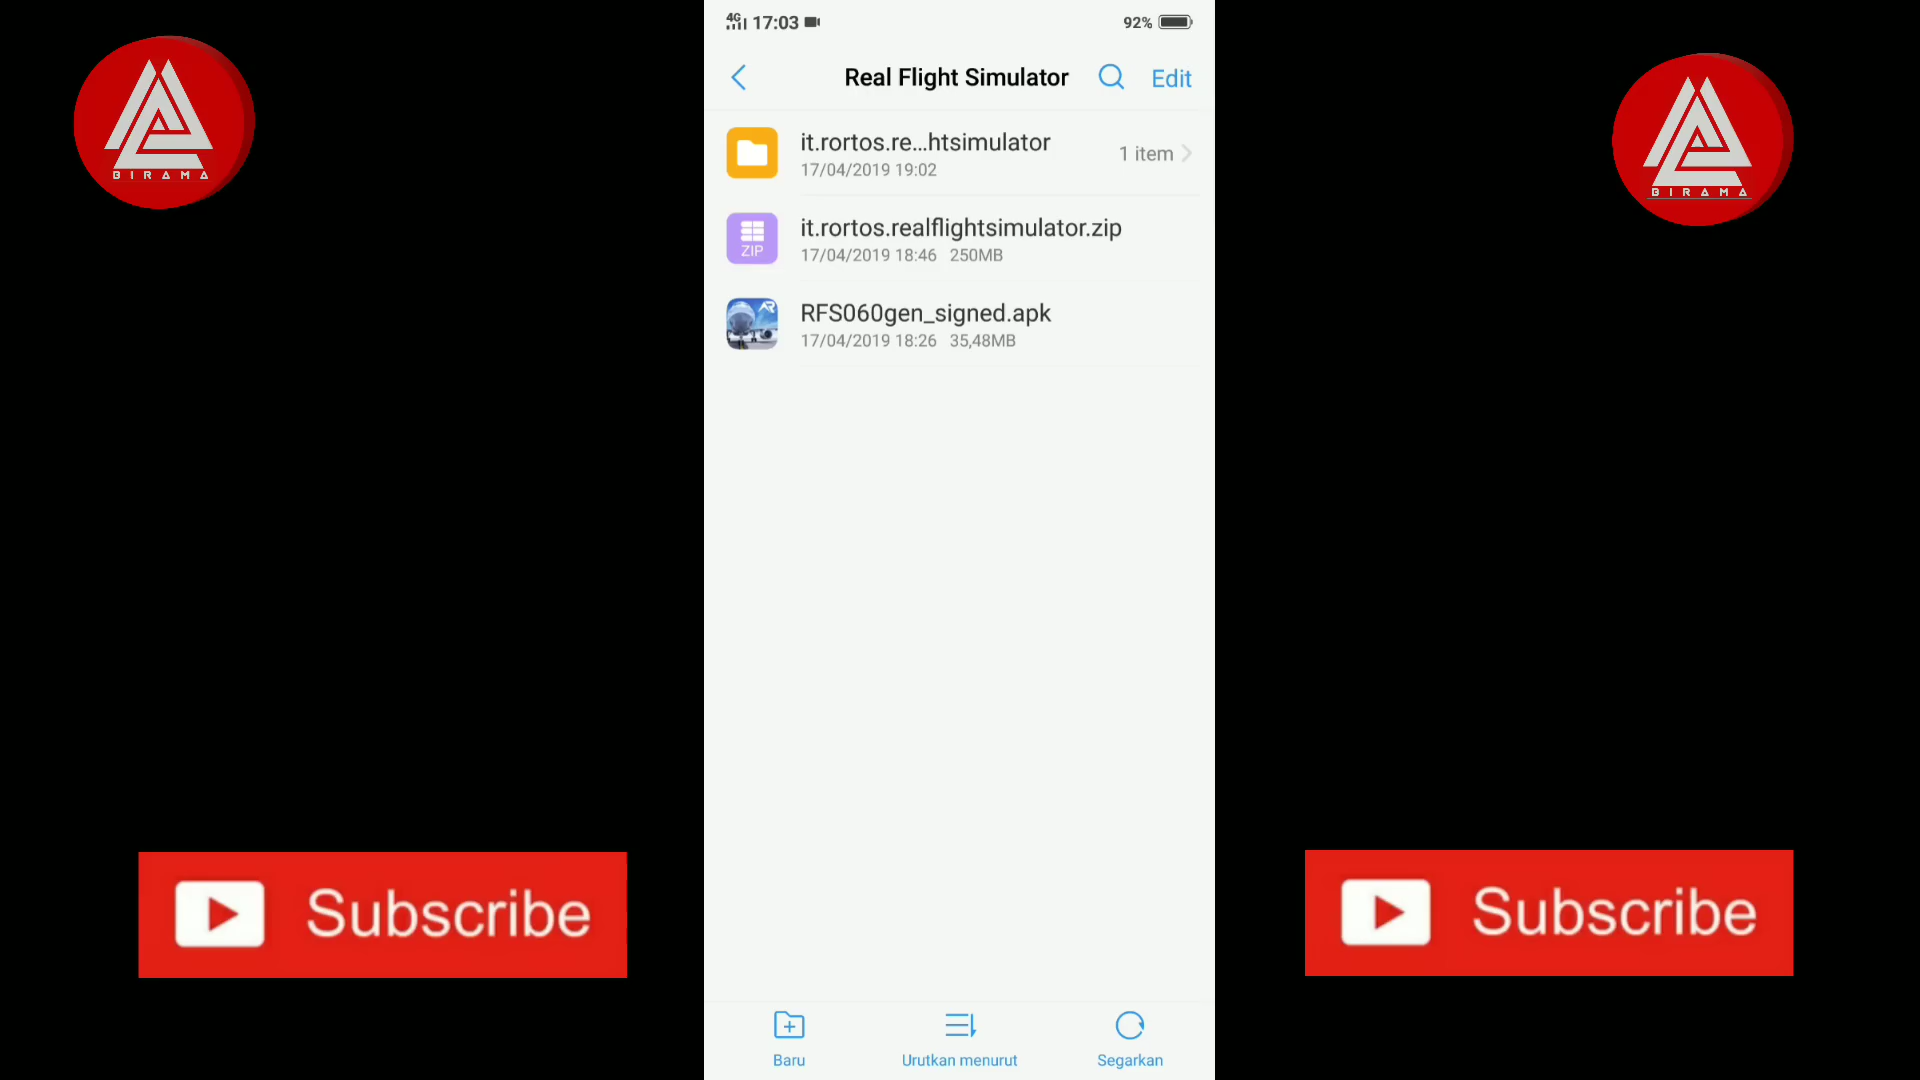 4G 17:03 92%
Real Flight Simulator Edit
it.rortos.re...htsimulator
17/04/2019 19:02
1 item
it.rortos.realflightsimulator.zip
ZIP
17/04/2019 18:46 250MB
RFS060gen_signed.apk
17/04/2019 18:26 35,48MB
BIRAMA
BIRAMA
Subscribe
Subscribe
Baru
Urutkan menurut
Segarkan